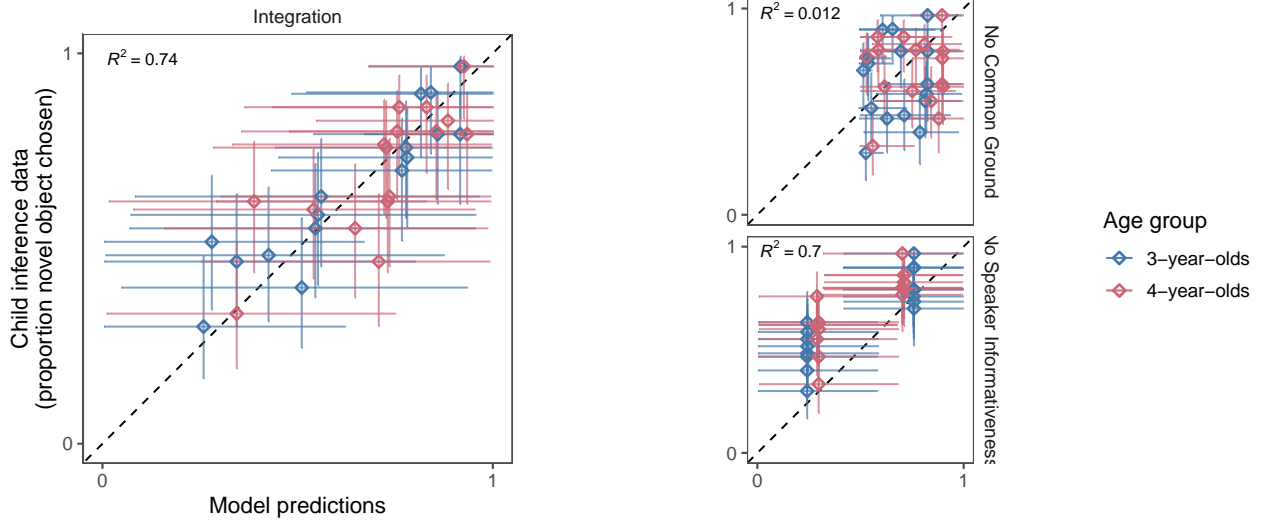 Integration
R² = 0.74
1
0
0
1
Model predictions
Child inference data
(proportion novel object chosen)
R² = 0.012
1
0
No Common Ground
R² = 0.7
1
0
0
1
No Speaker Informativeness
Age group
3−year−olds
4−year−olds